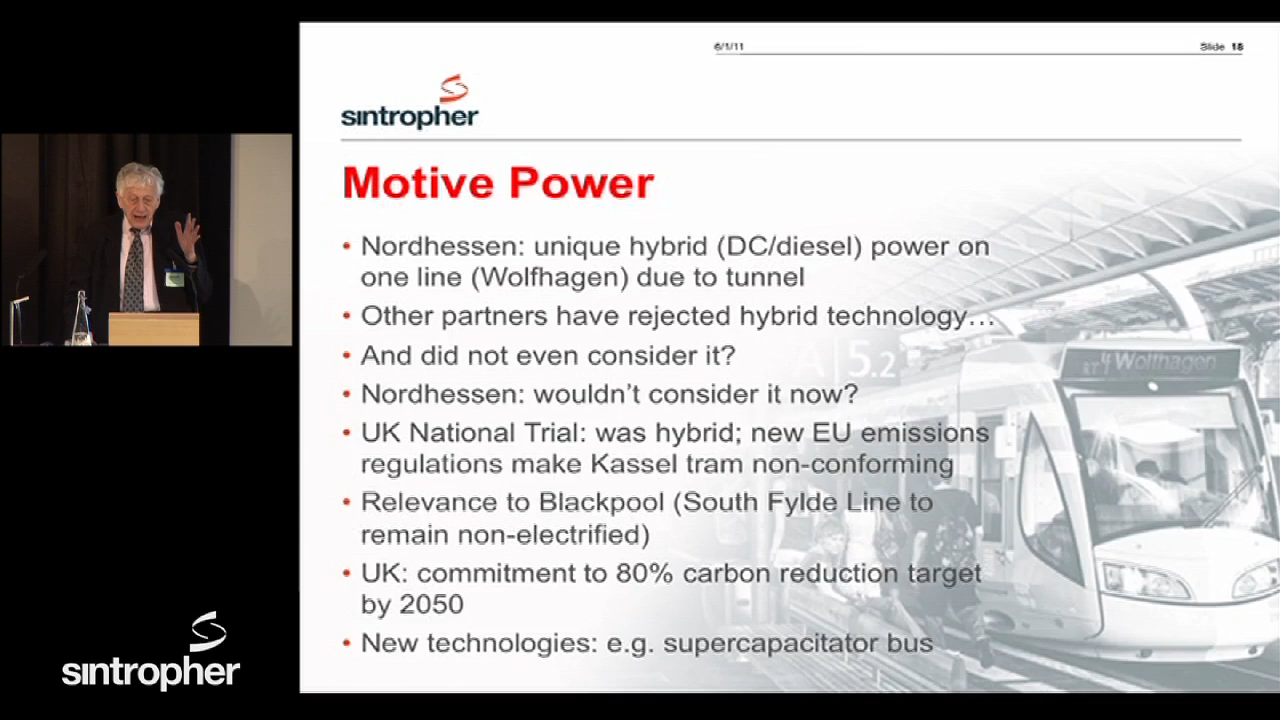 6/1/11
Slide 18
sintropher
Motive Power
• Nordhessen: unique hybrid (DC/diesel) power on
one line (Wolfhagen) due to tunnel
• Other partners have rejected hybrid technology…
• And did not even consider it?
• Nordhessen: wouldn't consider it now?
• UK National Trial: was hybrid; new EU emissions
regulations make Kassel tram non-conforming
• Relevance to Blackpool (South Fylde Line to
remain non-electrified)
• UK: commitment to 80% carbon reduction target
by 2050
• New technologies: e.g. supercapacitator bus
A 5.2
RT 4 Wolfhagen
sintropher